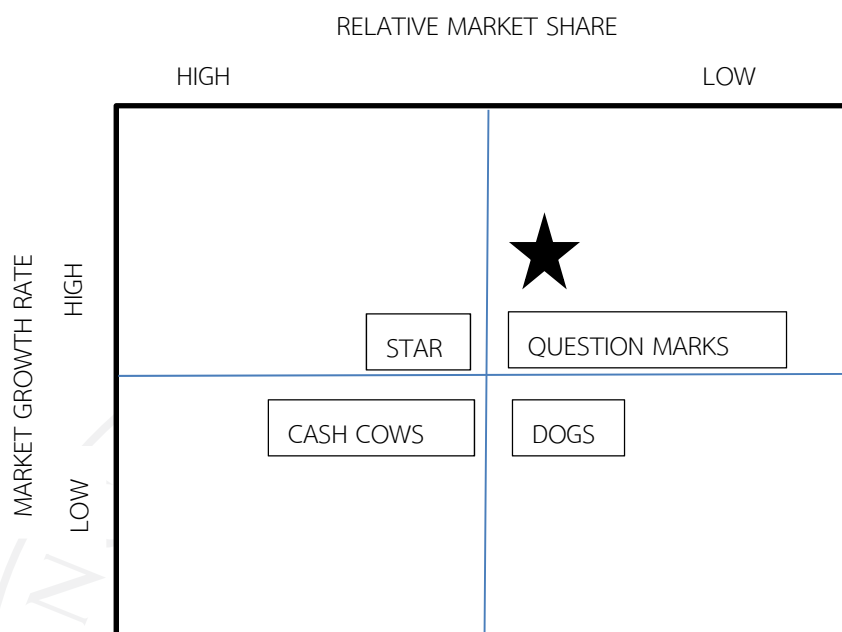 RELATIVE MARKET SHARE
HIGH
LOW
MARKET GROWTH RATE
HIGH
STAR
QUESTION MARKS
CASH COWS
DOGS
LOW